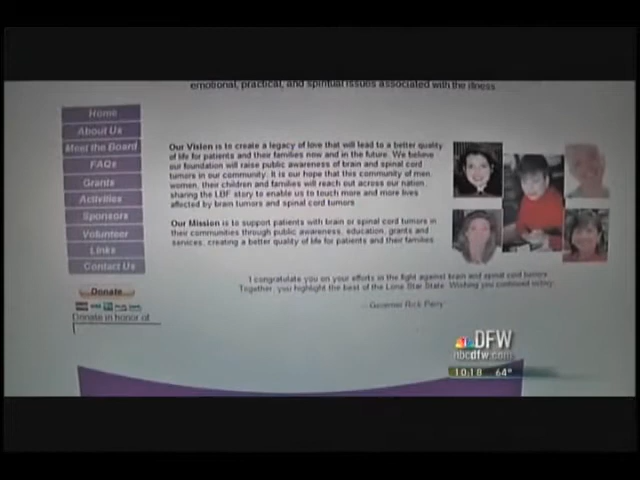 emotional, practical, and spiritual issues associated with the illness.
Home
About Us
Meet the Board
FAQs
Grants
Activities
Sponsors
Volunteer
Links
Contact Us
Donate
Donate in honor of
Our Vision is to create a legacy of love that will lead to a better quality
of life for patients and their families now and in the future. We believe
our foundation will raise public awareness of brain and spinal cord
tumors in our community. It is our hope that this community of men,
women, their children and families will reach out across our nation,
sharing the LBF story to enable us to touch more and more lives
affected by brain tumors and spinal cord tumors
Our Mission is to support patients with brain or spinal cord tumors in
their communities through public awareness, education, grants and
services, creating a better quality of life for patients and their families
I congratulate you on your efforts in the fight against brain and spinal cord tumors
Together, you highlight the best of the Lone Star State. Wishing you continued
- Governor Rick Perry
DFW
nbcdfw.com
10:18 64°